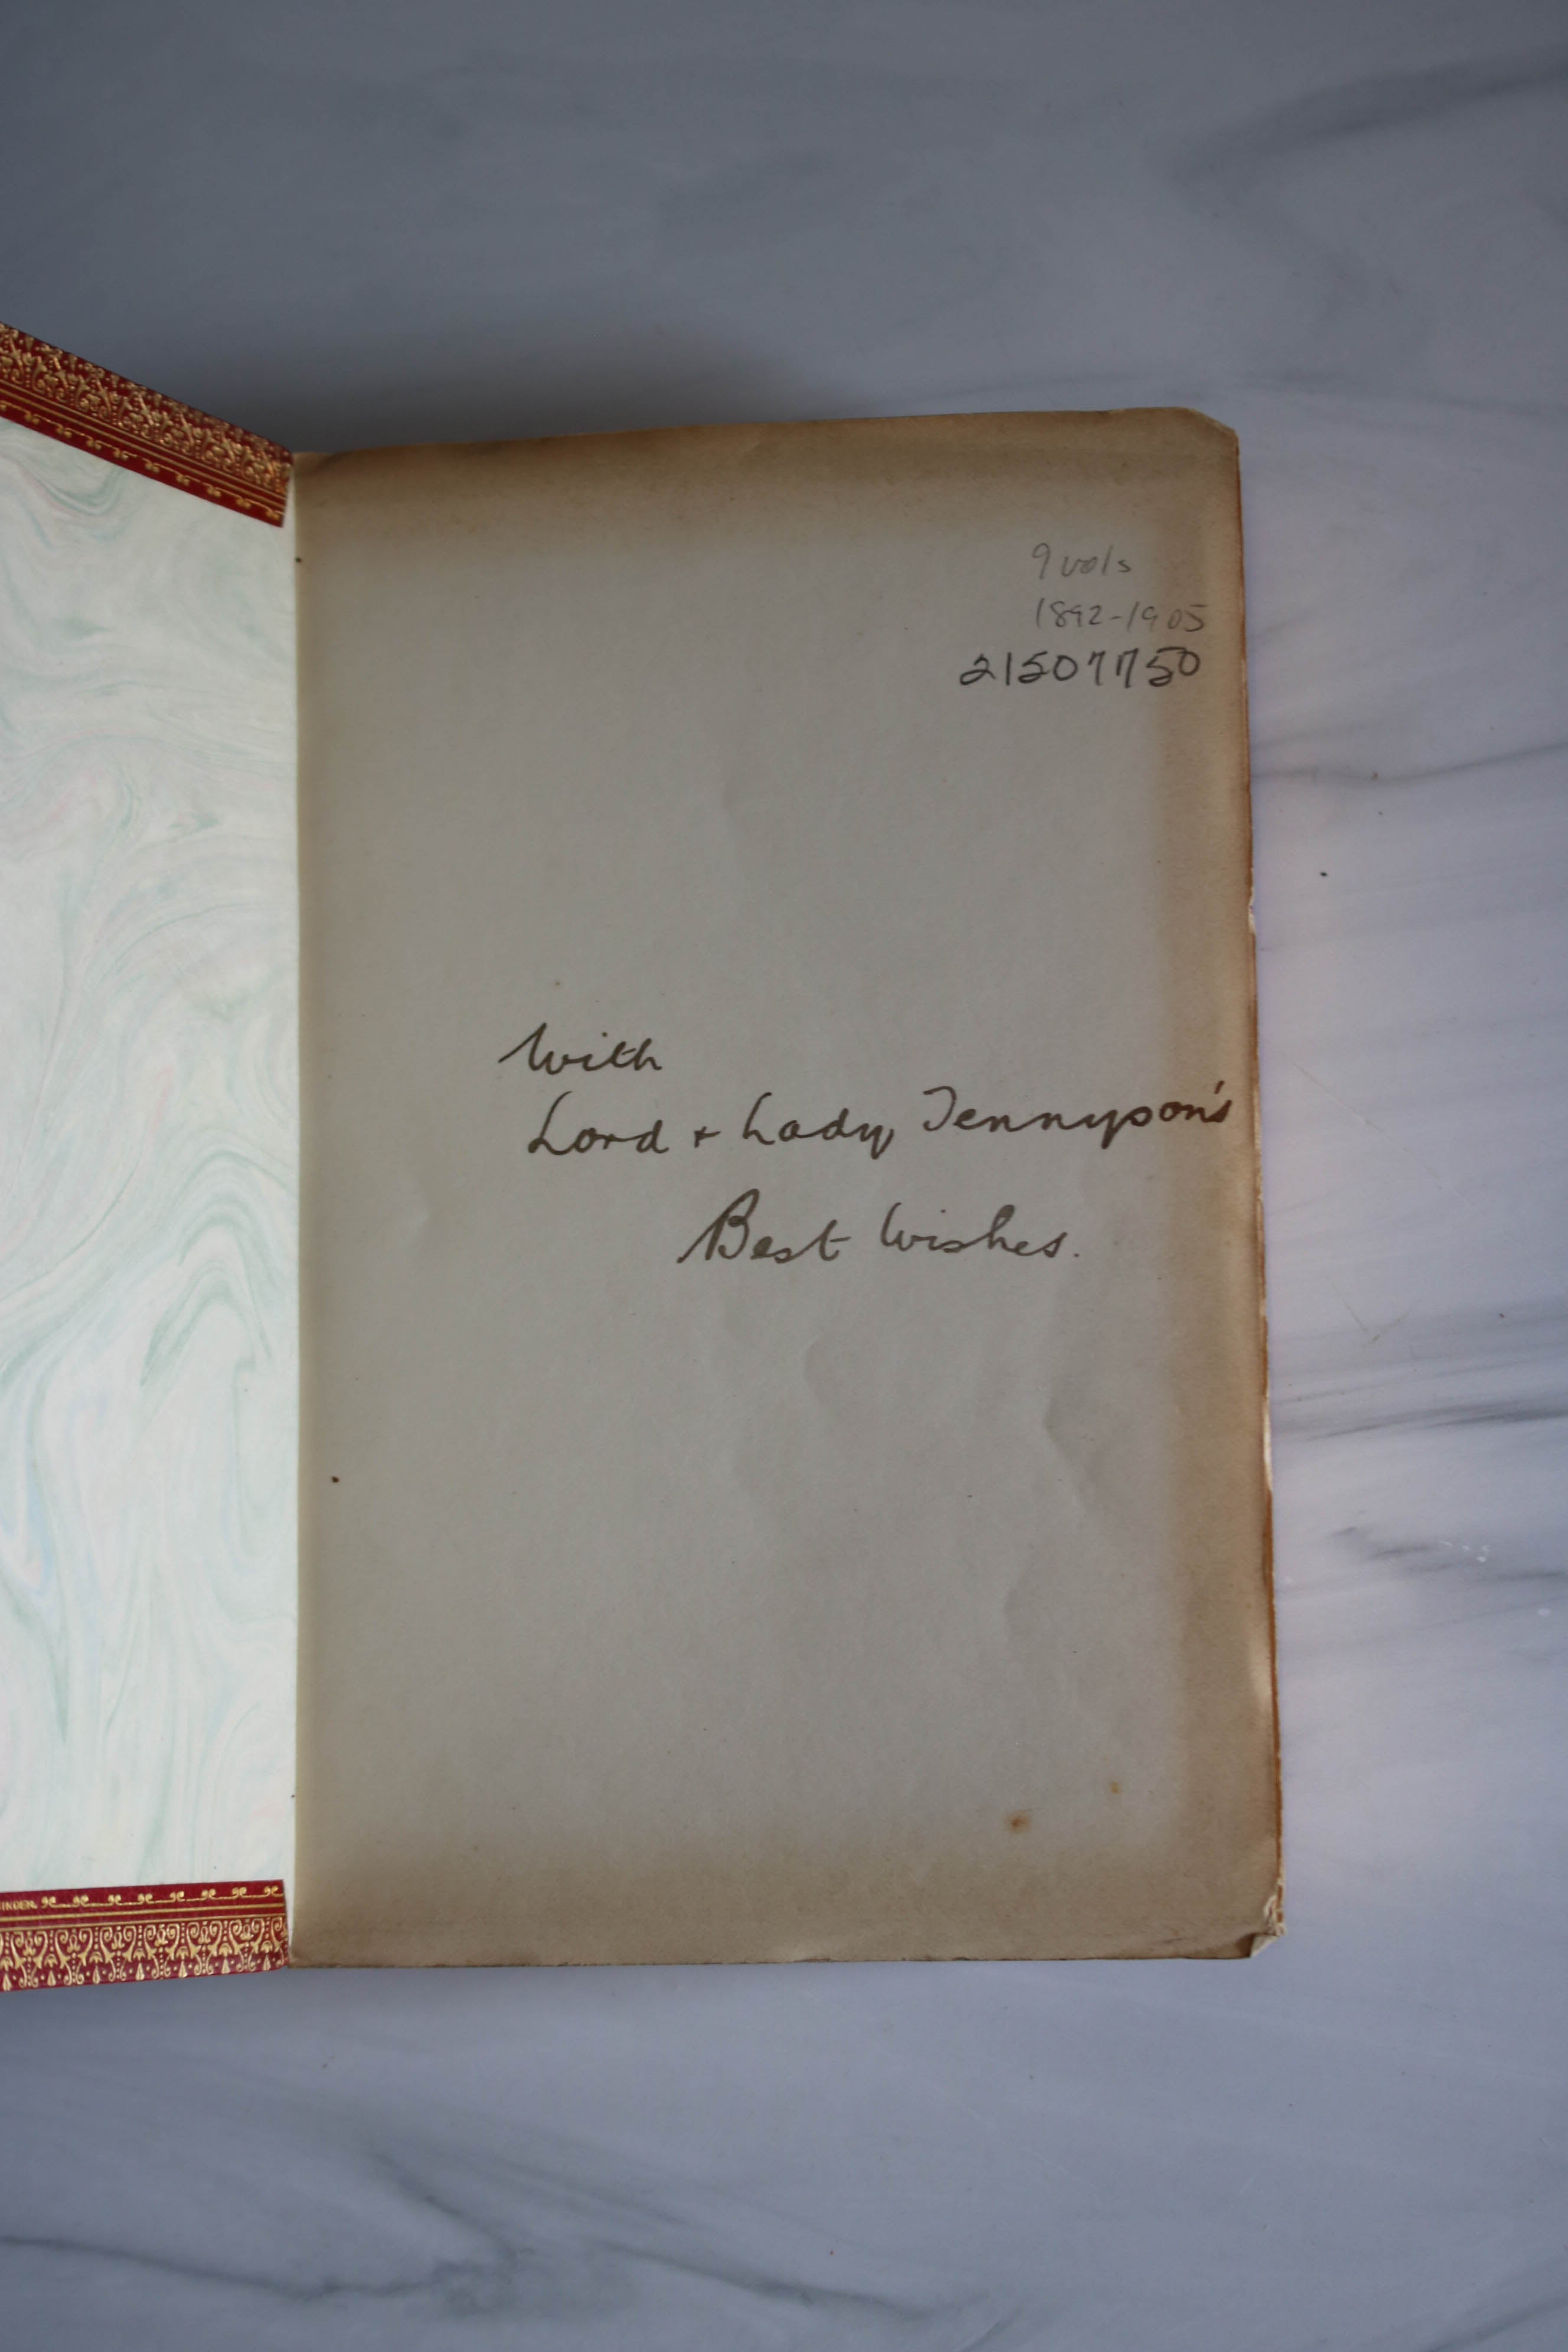 9 vols
1892-1905
21507750
With
Lord + Lady Tennyson's
Best Wishes.